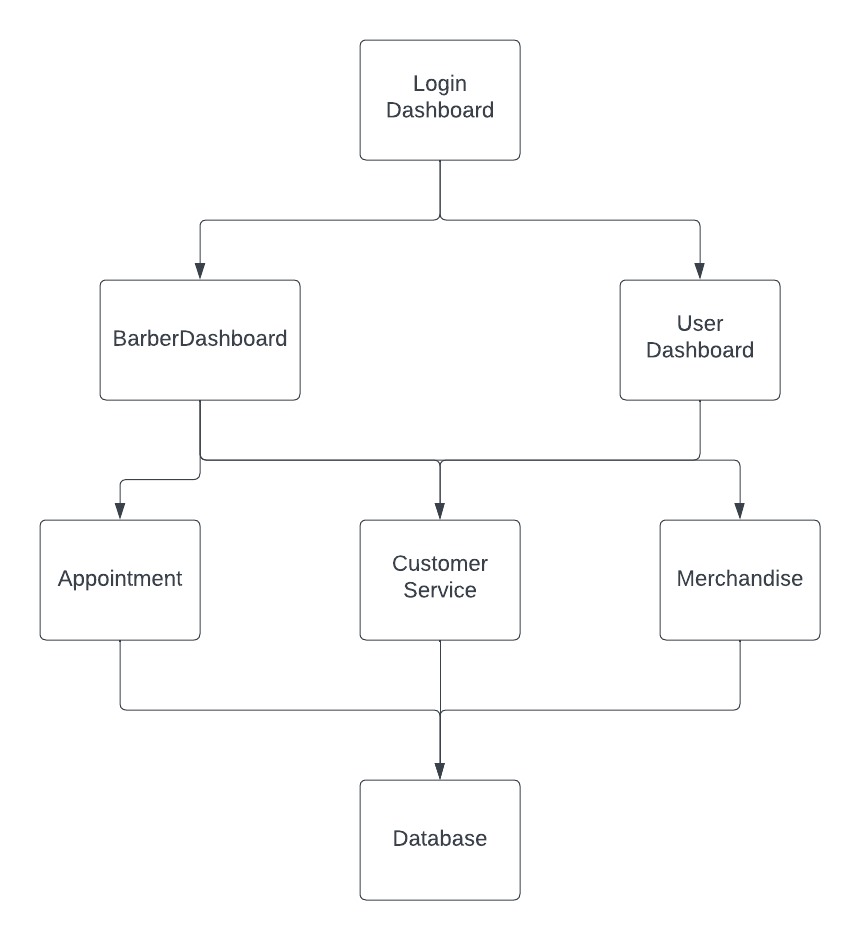 Login
Dashboard
BarberDashboard
User
Dashboard
Appointment
Customer
Service
Merchandise
Database